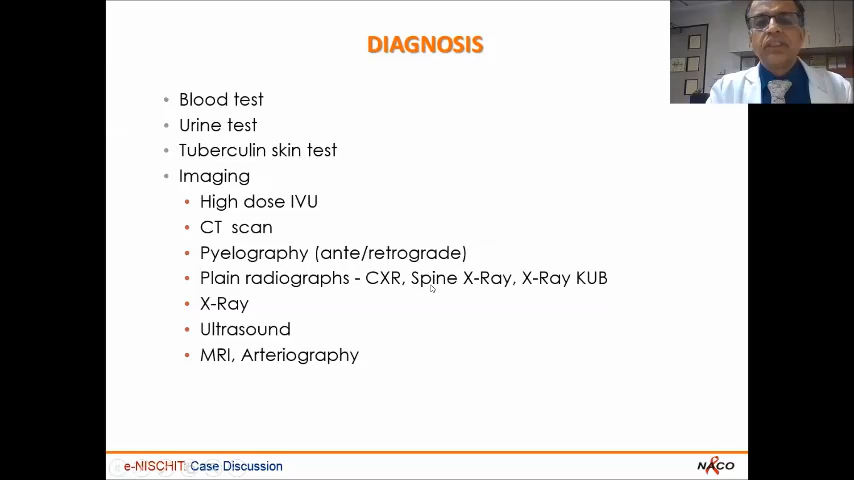 DIAGNOSIS
Blood test
Urine test
Tuberculin skin test
Imaging
High dose IVU
CT scan
Pyelography (ante/retrograde)
Plain radiographs - CXR, Spine X-Ray, X-Ray KUB
X-Ray
Ultrasound
MRI, Arteriography
e-NISCHIT: Case Discussion
NACO